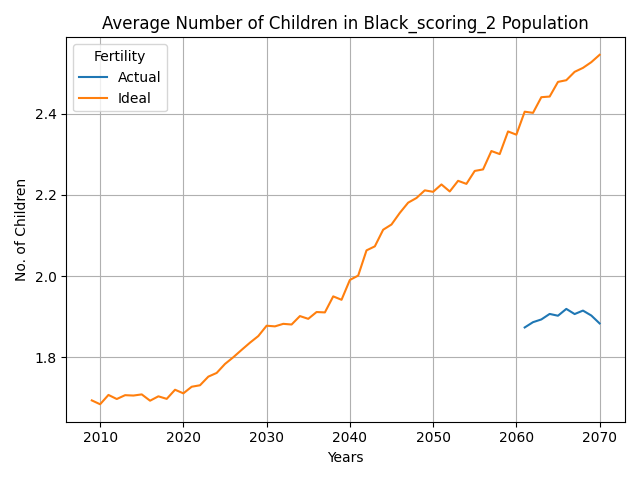 Average Number of Children in Black_scoring_2 Population
Fertility
Actual
Ideal
No. of Children
2.4
2.2
2.0
1.8
2010 2020 2030 2040 2050 2060 2070
Years